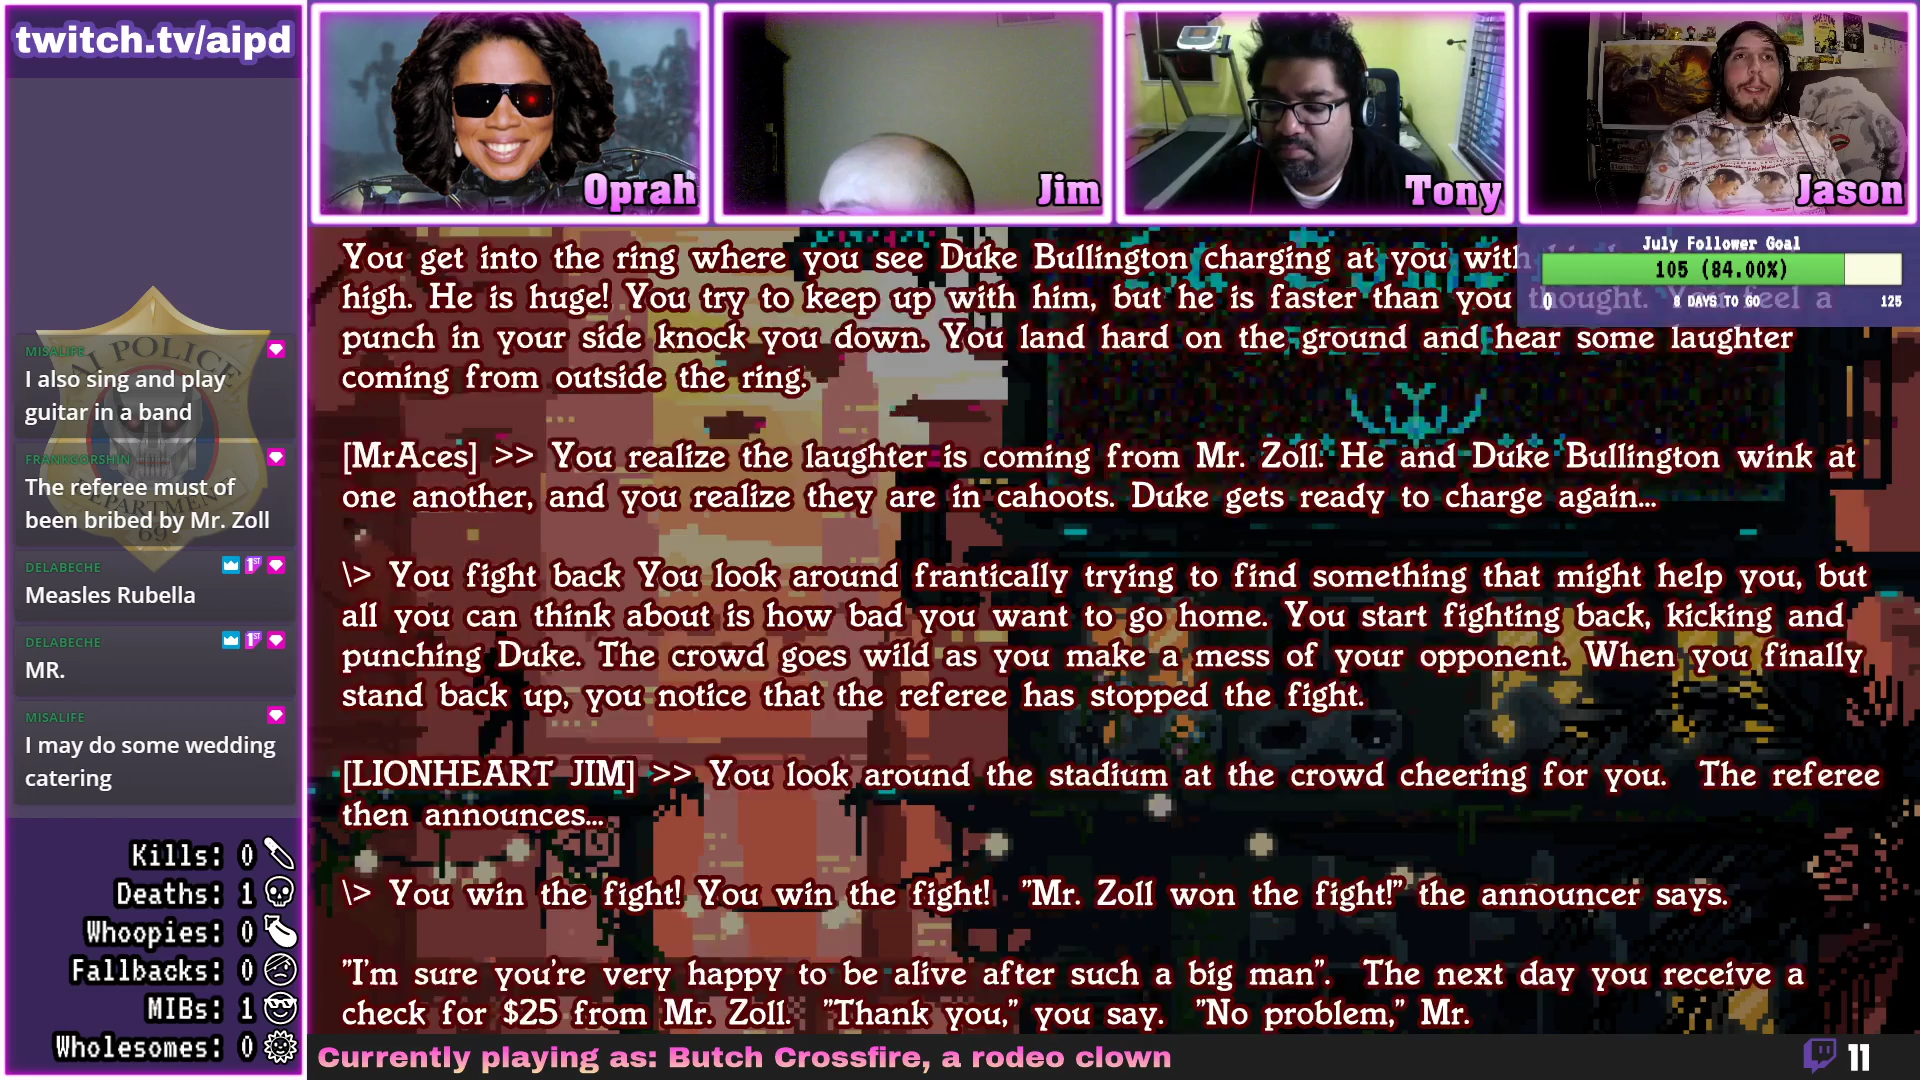 twitch.tv/aipd
Oprah
Jim
Tony
Jason
July Follower Goal
105 (84.00%)
0
8 DAYS TO GO
125
AI POLICE
DEPARTMENT
69
MISALIFE
I also sing and play
guitar in a band
FRANKGORSHIN
The referee must of
been bribed by Mr. Zoll
DELABECHE
1ST
Measles Rubella
DELABECHE
1ST
MR.
MISALIFE
I may do some wedding
catering
Kills: 0
Deaths: 1
Whoopies: 0
Fallbacks: 0
MIBs: 1
Wholesomes: 0
You get into the ring where you see Duke Bullington charging at you with
high. He is huge! You try to keep up with him, but he is faster than you thought. You feel a
punch in your side knock you down. You land hard on the ground and hear some laughter
coming from outside the ring.
[MrAces] >> You realize the laughter is coming from Mr. Zoll. He and Duke Bullington wink at
one another, and you realize they are in cahoots. Duke gets ready to charge again...
\> You fight back You look around frantically trying to find something that might help you, but
all you can think about is how bad you want to go home. You start fighting back, kicking and
punching Duke. The crowd goes wild as you make a mess of your opponent. When you finally
stand back up, you notice that the referee has stopped the fight.
[LIONHEART JIM] >> You look around the stadium at the crowd cheering for you. The referee
then announces...
\> You win the fight! You win the fight! "Mr. Zoll won the fight!" the announcer says.
"I'm sure you're very happy to be alive after such a big man". The next day you receive a
check for $25 from Mr. Zoll. "Thank you," you say. "No problem," Mr.
Currently playing as: Butch Crossfire, a rodeo clown
11